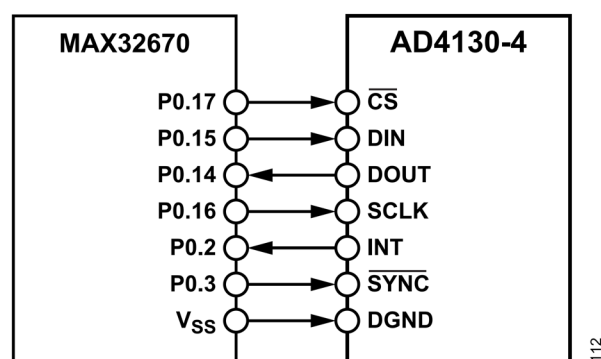 MAX32670 AD4130-4
P0.17 CS
P0.15 DIN
P0.14 DOUT
P0.16 SCLK
P0.2 INT
P0.3 SYNC
VSS DGND
112